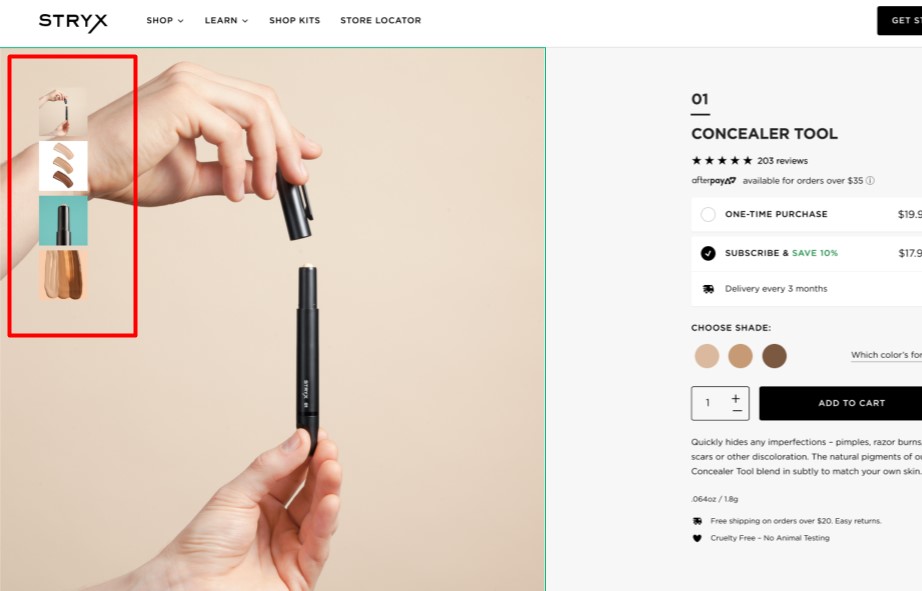 STRYX
SHOP LEARN SHOP KITS STORE LOCATOR
GET
01
CONCEALER TOOL
★★★★★ 203 reviews
afterpay available for orders over $35 ⓘ
ONE-TIME PURCHASE $19.9
SUBSCRIBE & SAVE 10% $17.9
Delivery every 3 months
CHOOSE SHADE:
Which color's for
1 + –
ADD TO CART
Quickly hides any imperfections – pimples, razor burns,
scars or other discoloration. The natural pigments of
Concealer Tool blend in subtly to match your own skin.
.064oz / 1.8g
Free shipping on orders over $20. Easy returns.
Cruelty Free – No Animal Testing
STRYX